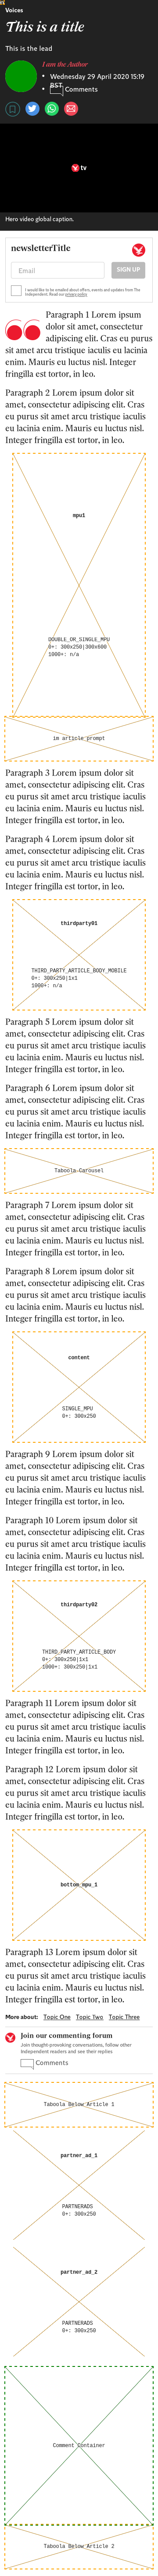 Voices
This is a title
This is the lead
I am the Author
Wednesday 29 April 2020 15:19
BST
Comments
tv
Hero video global caption.
newsletterTitle
Email
SIGN UP
I would like to be emailed about offers, events and updates from The
Independent. Read our privacy policy
Paragraph 1 Lorem ipsum
dolor sit amet, consectetur
adipiscing elit. Cras eu purus
sit amet arcu tristique iaculis eu lacinia
enim. Mauris eu luctus nisl. Integer
fringilla est tortor, in leo.
Paragraph 2 Lorem ipsum dolor sit
amet, consectetur adipiscing elit. Cras
eu purus sit amet arcu tristique iaculis
eu lacinia enim. Mauris eu luctus nisl.
Integer fringilla est tortor, in leo.
mpu1
DOUBLE_OR_SINGLE_MPU
0+: 300x250|300x600
1000+: n/a
im article prompt
Paragraph 3 Lorem ipsum dolor sit
amet, consectetur adipiscing elit. Cras
eu purus sit amet arcu tristique iaculis
eu lacinia enim. Mauris eu luctus nisl.
Integer fringilla est tortor, in leo.
Paragraph 4 Lorem ipsum dolor sit
amet, consectetur adipiscing elit. Cras
eu purus sit amet arcu tristique iaculis
eu lacinia enim. Mauris eu luctus nisl.
Integer fringilla est tortor, in leo.
thirdparty01
THIRD_PARTY_ARTICLE_BODY_MOBILE
0+: 300x250|1x1
1000+: n/a
Paragraph 5 Lorem ipsum dolor sit
amet, consectetur adipiscing elit. Cras
eu purus sit amet arcu tristique iaculis
eu lacinia enim. Mauris eu luctus nisl.
Integer fringilla est tortor, in leo.
Paragraph 6 Lorem ipsum dolor sit
amet, consectetur adipiscing elit. Cras
eu purus sit amet arcu tristique iaculis
eu lacinia enim. Mauris eu luctus nisl.
Integer fringilla est tortor, in leo.
Taboola Carousel
Paragraph 7 Lorem ipsum dolor sit
amet, consectetur adipiscing elit. Cras
eu purus sit amet arcu tristique iaculis
eu lacinia enim. Mauris eu luctus nisl.
Integer fringilla est tortor, in leo.
Paragraph 8 Lorem ipsum dolor sit
amet, consectetur adipiscing elit. Cras
eu purus sit amet arcu tristique iaculis
eu lacinia enim. Mauris eu luctus nisl.
Integer fringilla est tortor, in leo.
content
SINGLE_MPU
0+: 300x250
Paragraph 9 Lorem ipsum dolor sit
amet, consectetur adipiscing elit. Cras
eu purus sit amet arcu tristique iaculis
eu lacinia enim. Mauris eu luctus nisl.
Integer fringilla est tortor, in leo.
Paragraph 10 Lorem ipsum dolor sit
amet, consectetur adipiscing elit. Cras
eu purus sit amet arcu tristique iaculis
eu lacinia enim. Mauris eu luctus nisl.
Integer fringilla est tortor, in leo.
thirdparty02
THIRD_PARTY_ARTICLE_BODY
0+: 300x250|1x1
1000+: 300x250|1x1
Paragraph 11 Lorem ipsum dolor sit
amet, consectetur adipiscing elit. Cras
eu purus sit amet arcu tristique iaculis
eu lacinia enim. Mauris eu luctus nisl.
Integer fringilla est tortor, in leo.
Paragraph 12 Lorem ipsum dolor sit
amet, consectetur adipiscing elit. Cras
eu purus sit amet arcu tristique iaculis
eu lacinia enim. Mauris eu luctus nisl.
Integer fringilla est tortor, in leo.
bottom_mpu_1
Paragraph 13 Lorem ipsum dolor sit
amet, consectetur adipiscing elit. Cras
eu purus sit amet arcu tristique iaculis
eu lacinia enim. Mauris eu luctus nisl.
Integer fringilla est tortor, in leo.
More about: Topic One Topic Two Topic Three
Join our commenting forum
Join thought-provoking conversations, follow other
Independent readers and see their replies
Comments
Taboola Below Article 1
partner_ad_1
PARTNERADS
0+: 300x250
partner_ad_2
PARTNERADS
0+: 300x250
Comment Container
Taboola Below Article 2